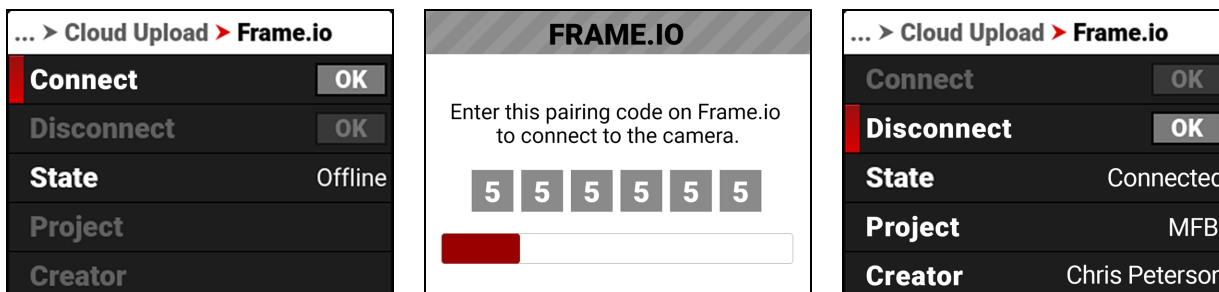 ... > Cloud Upload > Frame.io
Connect OK
Disconnect OK
State Offline
Project
Creator
FRAME.IO
Enter this pairing code on Frame.io
to connect to the camera.
5 5 5 5 5 5
... > Cloud Upload > Frame.io
Connect OK
Disconnect OK
State Connected
Project MFB
Creator Chris Peterson